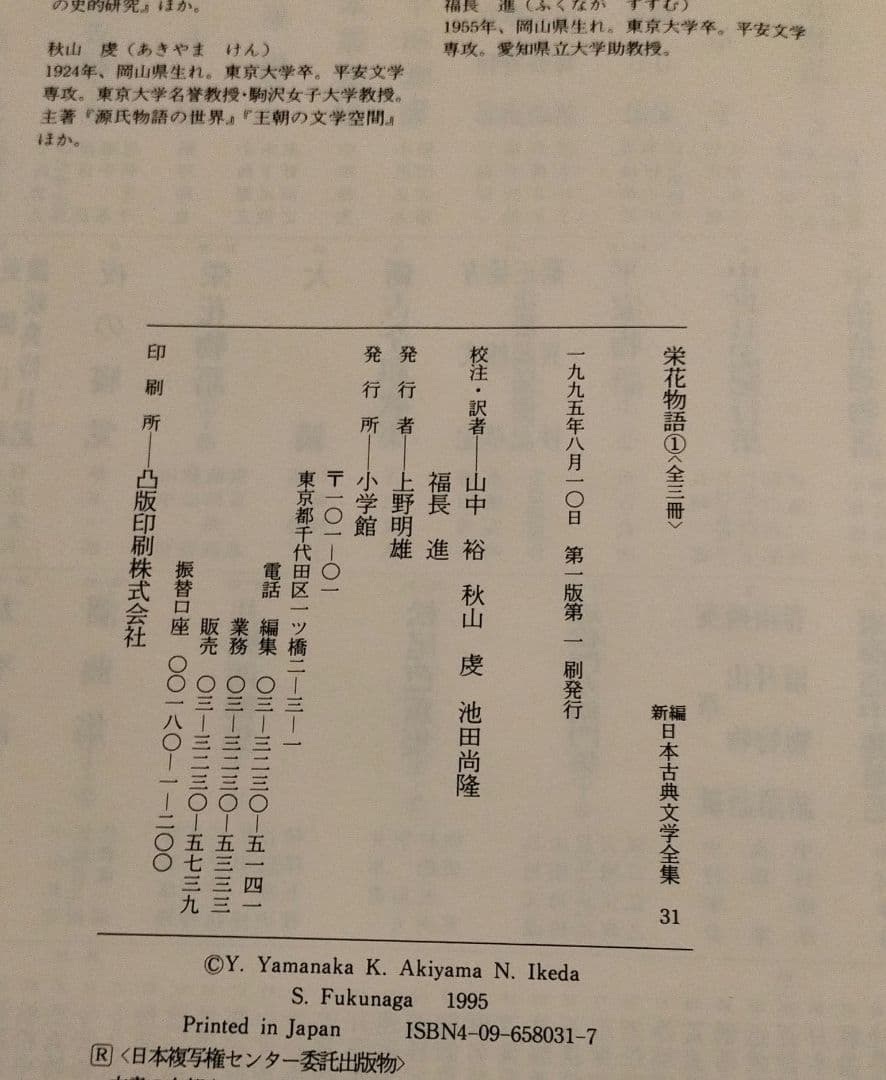 の史的研究』ほか。
秋山　虔（あきやま　けん）
1924年、岡山県生れ。東京大学卒。平安文学
専攻。東京大学名誉教授・駒沢女子大学教授。
主著『源氏物語の世界』『王朝の文学空間』
ほか。
福長　進（ふくなが　すすむ）
1955年、岡山県生れ。東京大学卒。平安文学
専攻。愛知県立大学助教授。
栄花物語①〈全三冊〉
新編日本古典文学全集 31
一九九五年八月一〇日　第一版第一刷発行
校注・訳者―山中　裕　秋山　虔　池田尚隆
福長　進
発行者―上野明雄
発行所―小学館
〒一〇一―〇一
東京都千代田区一ツ橋二―三―一
電話　編集　〇三―三二三〇―五一四一
業務　〇三―三二三〇―五三三三
販売　〇三―三二三〇―五七三九
振替口座　〇〇一八〇―一―二〇〇
印刷所―凸版印刷株式会社
©Y. Yamanaka K. Akiyama N. Ikeda
S. Fukunaga 1995
Printed in Japan ISBN4-09-658031-7
Ⓡ〈日本複写権センター委託出版物〉